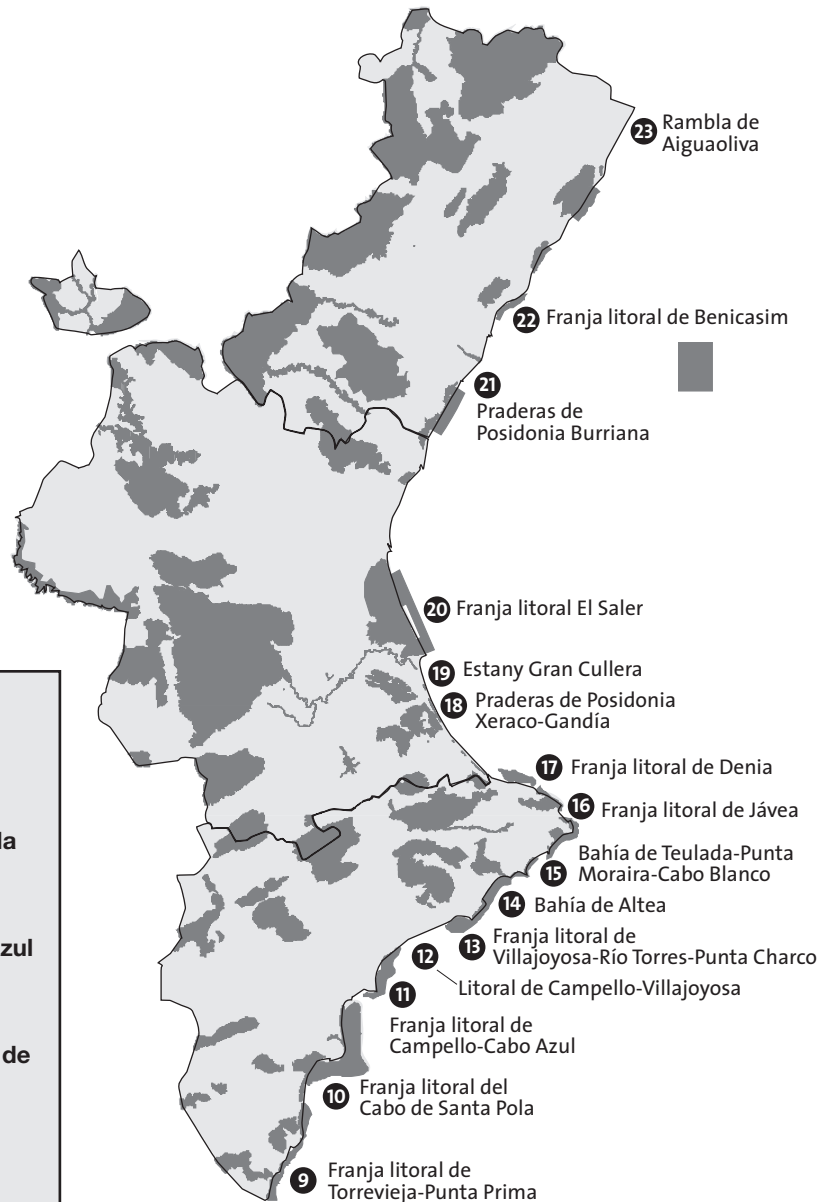 23 Rambla de
Aiguaoliva
22 Franja litoral de Benicasim
21
Praderas de
Posidonia Burriana
20 Franja litoral El Saler
19 Estany Gran Cullera
18 Praderas de Posidonia
Xeraco-Gandía
17 Franja litoral de Denia
16 Franja litoral de Jávea
15 Bahía de Teulada-Punta
Moraira-Cabo Blanco
14 Bahía de Altea
13 Franja litoral de
Villajoyosa-Río Torres-Punta Charco
12
Litoral de Campello-Villajoyosa
11
Franja litoral de
Campello-Cabo Azul
10 Franja litoral del
Cabo de Santa Pola
9 Franja litoral de
Torrevieja-Punta Prima
la
zul
de